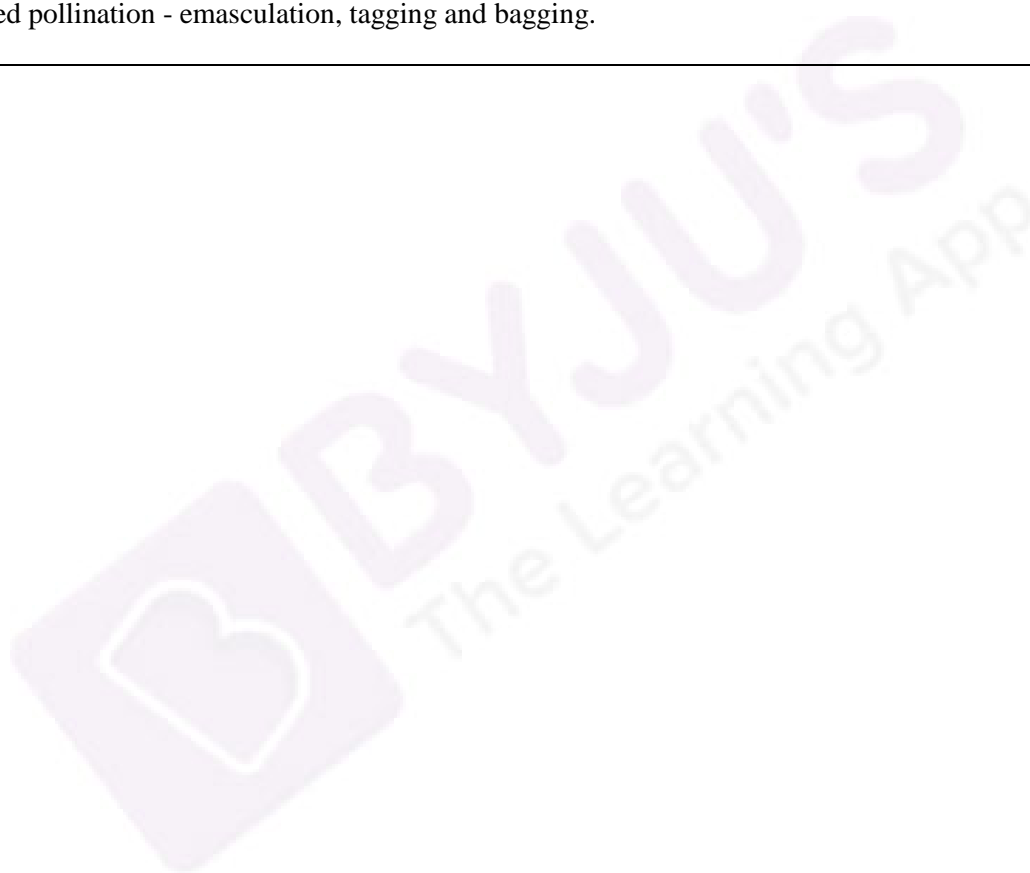 ed pollination - emasculation, tagging and bagging.
BYJU'S
The Learning App